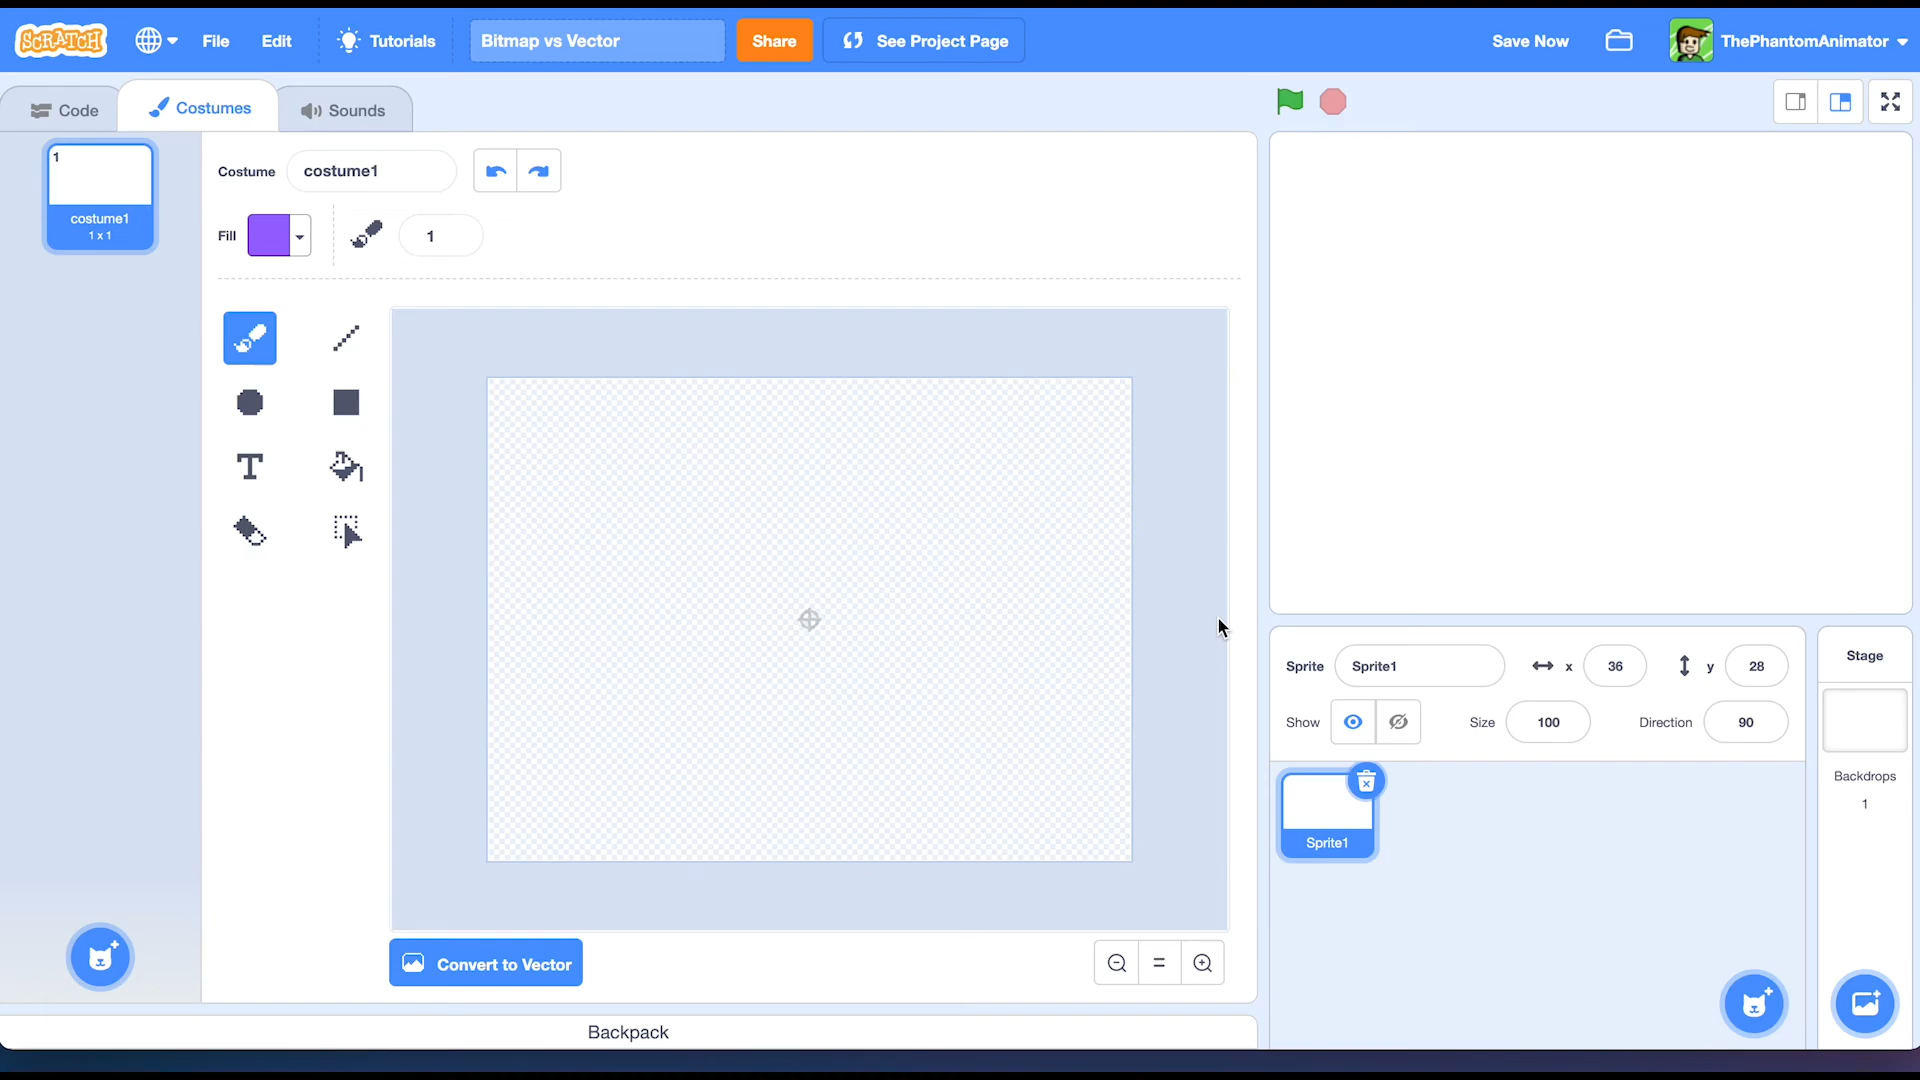 SCRATCH File Edit Tutorials Bitmap vs Vector Share See Project Page Save Now ThePhantomAnimator
Code Costumes Sounds
1
costume1
1 x 1
Costume costume1
Fill 1
T
Convert to Vector
Backpack
Sprite Sprite1 x 36 y 28
Show Size 100 Direction 90
Sprite1
Stage
Backdrops
1